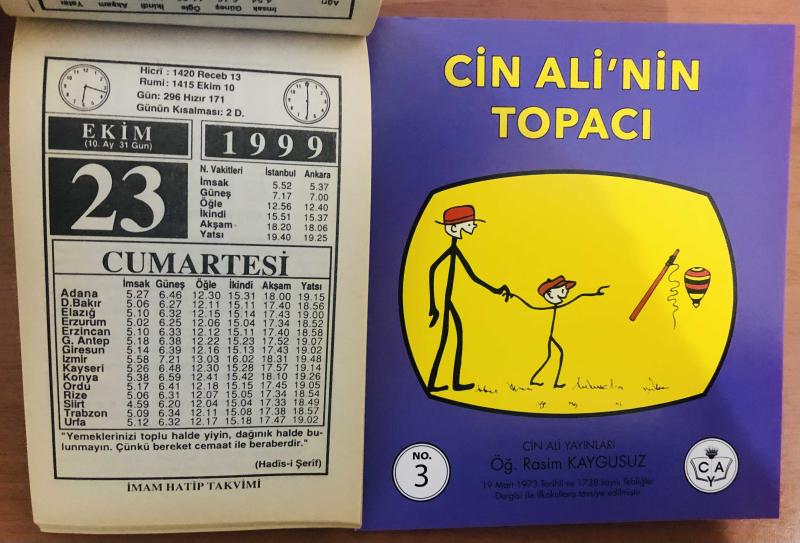 İmsak Güneş Öğle İkindi Akşam Yatsı
Hicrî : 1420 Receb 13
Rumi : 1415 Ekim 10
Gün: 296 Hızır 171
Günün Kısalması: 2 D.
EKİM
(10. Ay 31 Gün)
1999
23
N. Vakitleri İstanbul Ankara
İmsak 5.52 5.37
Güneş 7.17 7.00
Öğle 12.56 12.40
İkindi 15.51 15.37
Akşam 18.20 18.06
Yatsı 19.40 19.25
CUMARTESİ
İmsak Güneş Öğle İkindi Akşam Yatsı
Adana 5.27 6.46 12.30 15.31 18.00 19.15
D.Bakır 5.06 6.27 12.11 15.11 17.40 18.56
Elazığ 5.10 6.32 12.15 15.14 17.43 19.00
Erzurum 5.02 6.25 12.06 15.04 17.34 18.52
Erzincan 5.10 6.33 12.12 15.11 17.40 18.58
G. Antep 5.18 6.38 12.22 15.23 17.52 19.07
Giresun 5.14 6.39 12.16 15.13 17.43 19.02
İzmir 5.58 7.21 13.03 16.02 18.31 19.48
Kayseri 5.26 6.48 12.30 15.28 17.57 19.14
Konya 5.38 6.59 12.41 15.42 18.10 19.26
Ordu 5.17 6.41 12.18 15.15 17.45 19.05
Rize 5.06 6.31 12.07 15.05 17.34 18.54
Siirt 4.59 6.20 12.04 15.04 17.33 18.49
Trabzon 5.09 6.34 12.11 15.08 17.38 18.57
Urfa 5.12 6.32 12.17 15.18 17.47 19.02
"Yemeklerinizi toplu halde yiyin, dağınık halde bu-
lunmayın. Çünkü bereket cemaat ile beraberdir."
(Hadîs-i Şerîf)
İMAM HATİP TAKVİMİ
CİN ALİ'NİN
TOPACI
NO.
3
CİN ALİ YAYINLARI
Öğ. Rasim KAYGUSUZ
19 Mart 1973 Tarihli ve 1738 sayılı Tebliğler
Dergisi ile ilkokullara tavsiye edilmiştir.
C A
Y